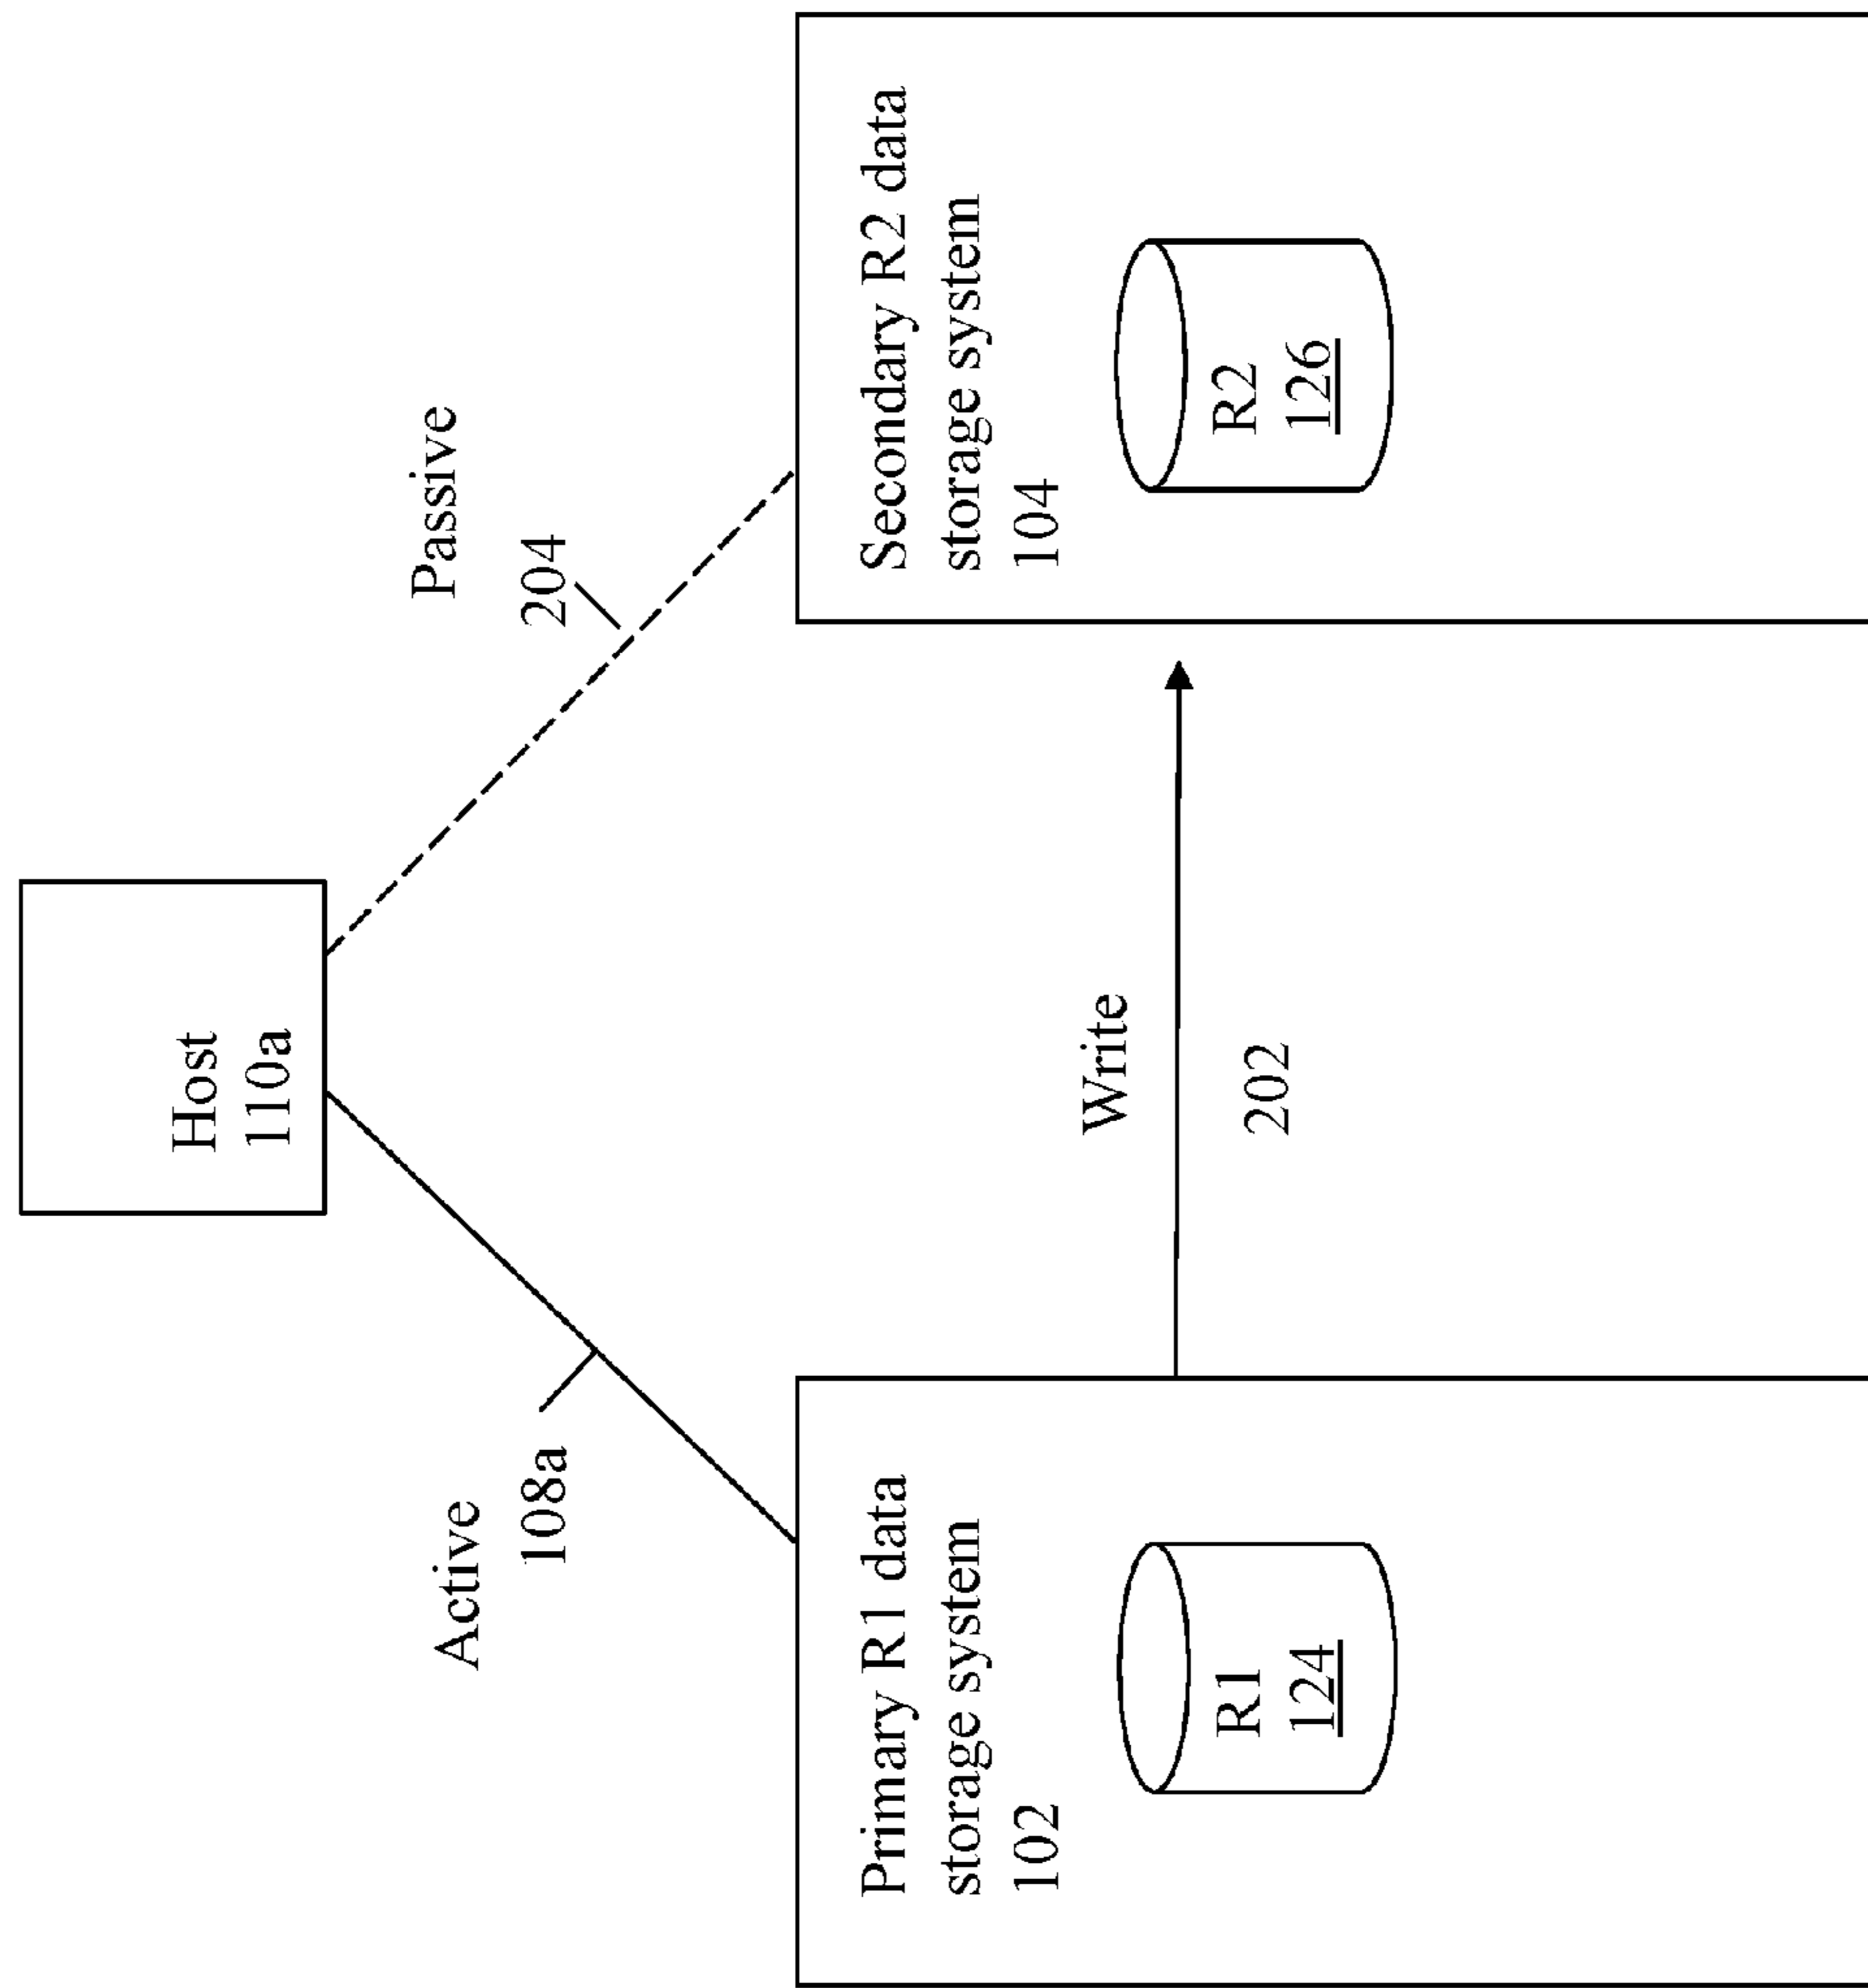 Host
110a
Active
108a
Passive
204
Primary R1 data
storage system
102
R1
124
Write
202
Secondary R2 data
storage system
104
R2
126